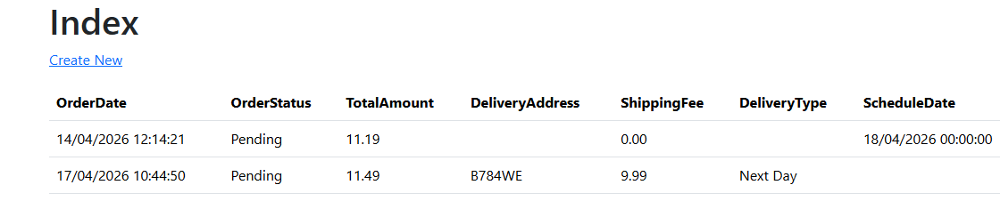 Index
Create New
OrderDate OrderStatus TotalAmount DeliveryAddress ShippingFee DeliveryType ScheduleDate
14/04/2026 12:14:21 Pending 11.19 0.00 18/04/2026 00:00:00
17/04/2026 10:44:50 Pending 11.49 B784WE 9.99 Next Day